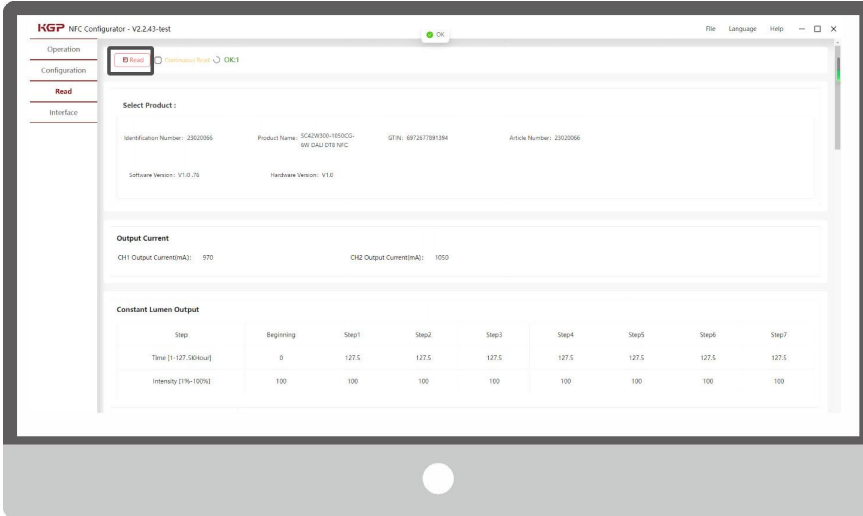 KGP NFC Configurator - V2.2.43-test
OK
File Language Help
Operation
Configuration
Read
Interface
Read Continuous Read OK:1
Select Product :
Identification Number: 23020066
Product Name: SC42W300-1050CG-
6W DALI DT8 NFC
GTIN: 6972677091394
Article Number: 23020066
Software Version: V1.0 .76
Hardware Version: V1.0
Output Current
CH1 Output Current(mA): 970
CH2 Output Current(mA): 1050
Constant Lumen Output
Step Beginning Step1 Step2 Step3 Step4 Step5 Step6 Step7
Time [1-127.5KHour] 0 127.5 127.5 127.5 127.5 127.5 127.5 127.5
Intensity [1%-100%] 100 100 100 100 100 100 100 100